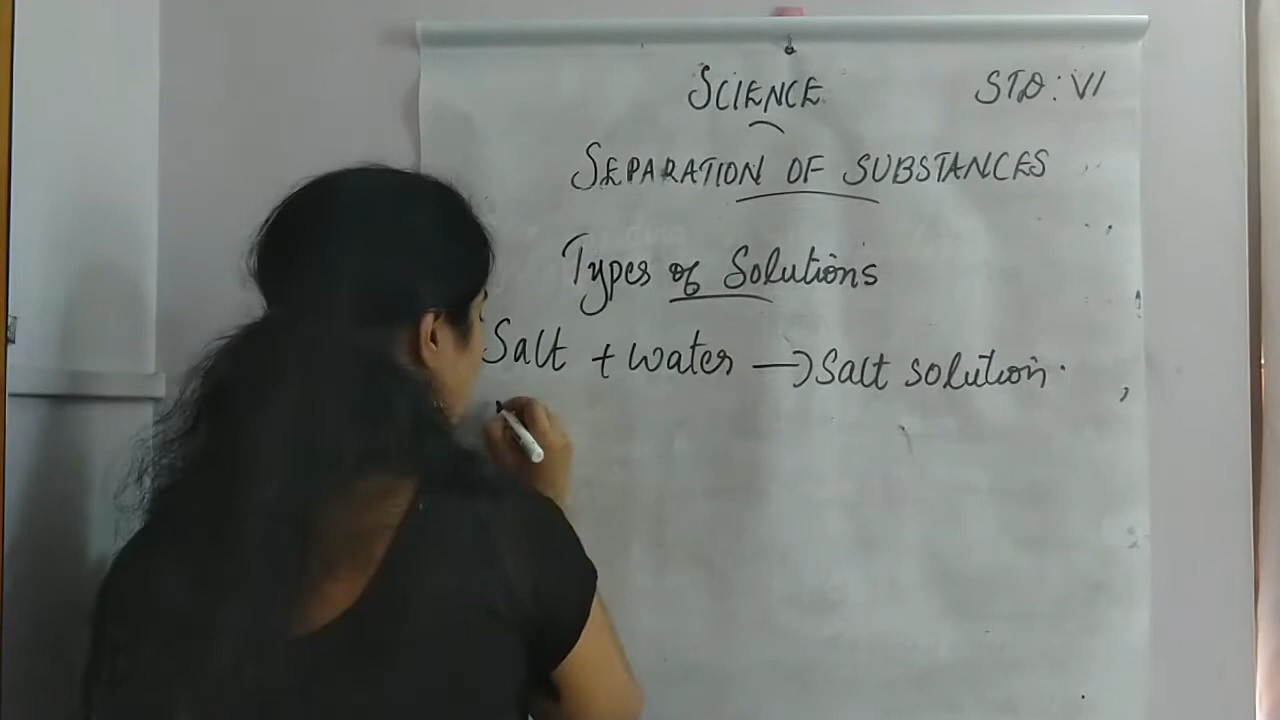 SCIENCE STD: VI
SEPARATION OF SUBSTANCES
Types of Solutions
Salt + water → Salt solution.